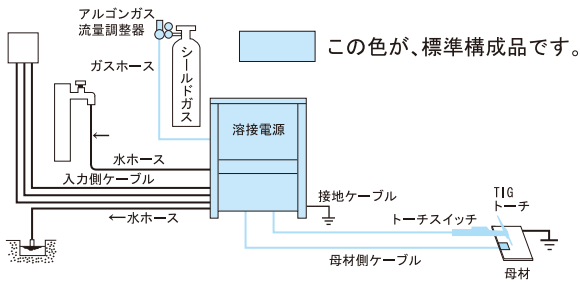 アルゴンガス
流量調整器
この色が、標準構成品です。
ガスホース
シールドガス
溶接電源
←
水ホース
入力側ケーブル
接地ケーブル
←水ホース
TIG
トーチ
トーチスイッチ
母材側ケーブル
母材